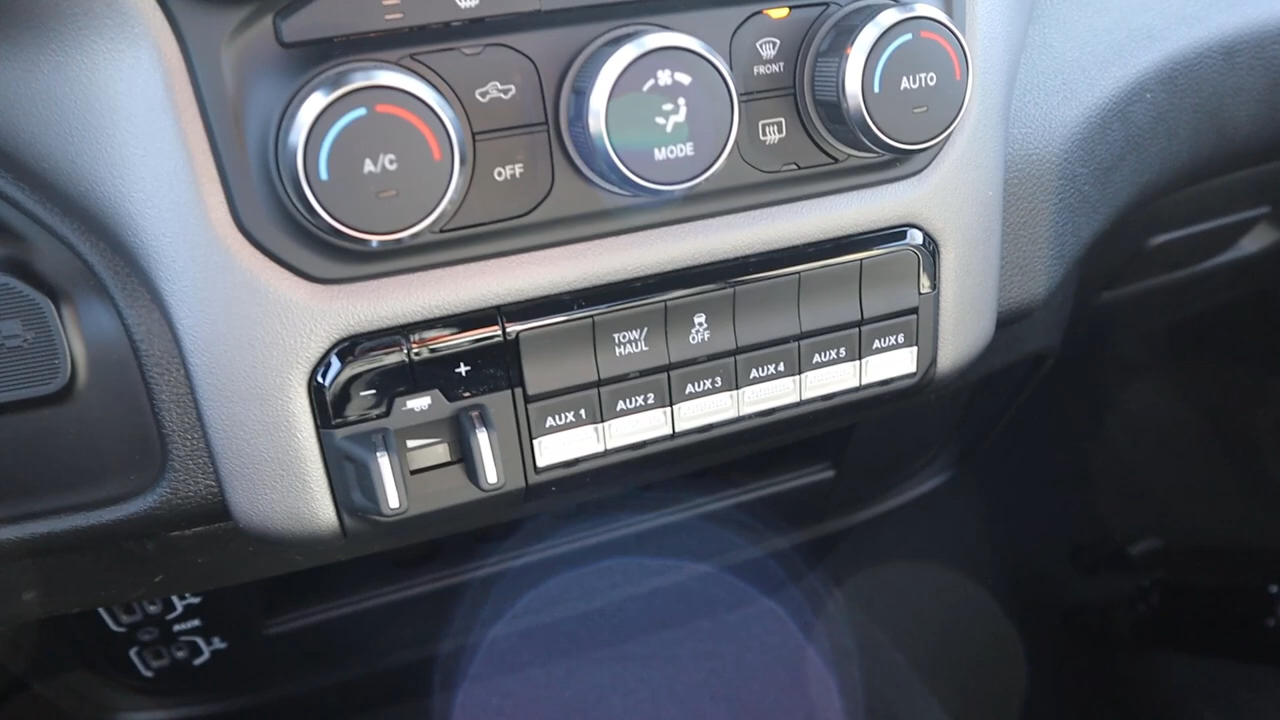 FRONT
AUTO
A/C
OFF
MODE
TOW/
HAUL
OFF
+
−
AUX 1
AUX 2
AUX 3
AUX 4
AUX 5
AUX 6
AUX